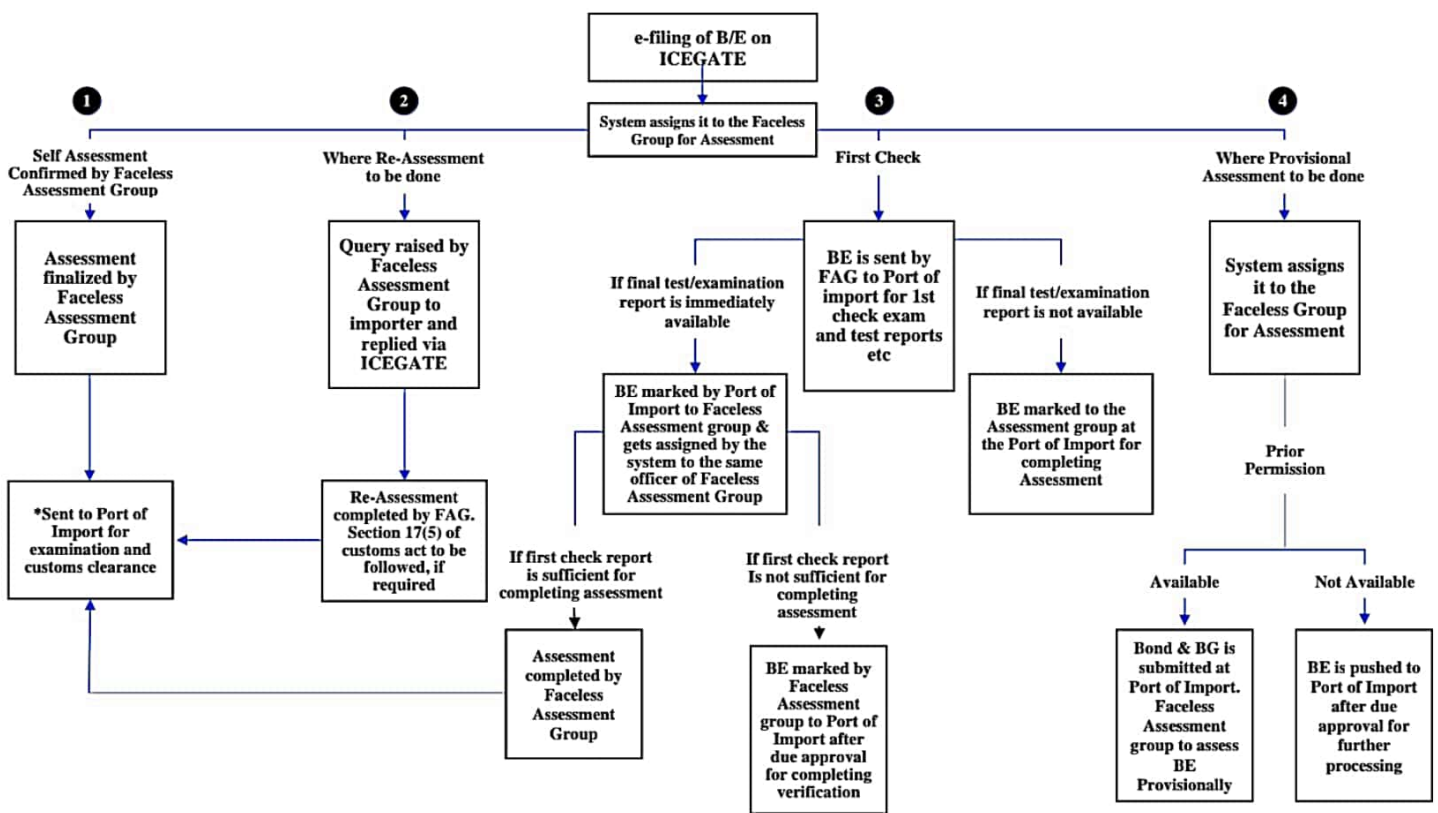 e-filing of B/E on
ICEGATE
1
2
3
4
System assigns it to the Faceless
Group for Assessment
Self Assessment
Confirmed by Faceless
Assessment Group
Where Re-Assessment
to be done
First Check
Where Provisional
Assessment to be done
Assessment
finalized by
Faceless
Assessment
Group
Query raised by
Faceless
Assessment
Group to
importer and
replied via
ICEGATE
If final test/examination
report is immediately
available
BE is sent by
FAG to Port of
import for 1st
check exam
and test reports
etc
If final test/examination
report is not available
System assigns
it to the
Faceless Group
for Assessment
BE marked by Port of
Import to Faceless
Assessment group &
gets assigned by the
system to the same
officer of Faceless
Assessment Group
BE marked to the
Assessment group at
the Port of Import for
completing
Assessment
Prior
Permission
*Sent to Port of
Import for
examination and
customs clearance
Re-Assessment
completed by FAG.
Section 17(5) of
customs act to be
followed, if
required
If first check report
is sufficient for
completing assessment
If first check report
Is not sufficient for
completing
assessment
Available
Not Available
Assessment
completed by
Faceless
Assessment
Group
BE marked by
Faceless
Assessment
group to Port of
Import after
due approval
for completing
verification
Bond & BG is
submitted at
Port of Import.
Faceless
Assessment
group to assess
BE
Provisionally
BE is pushed to
Port of Import
after due
approval for
further
processing